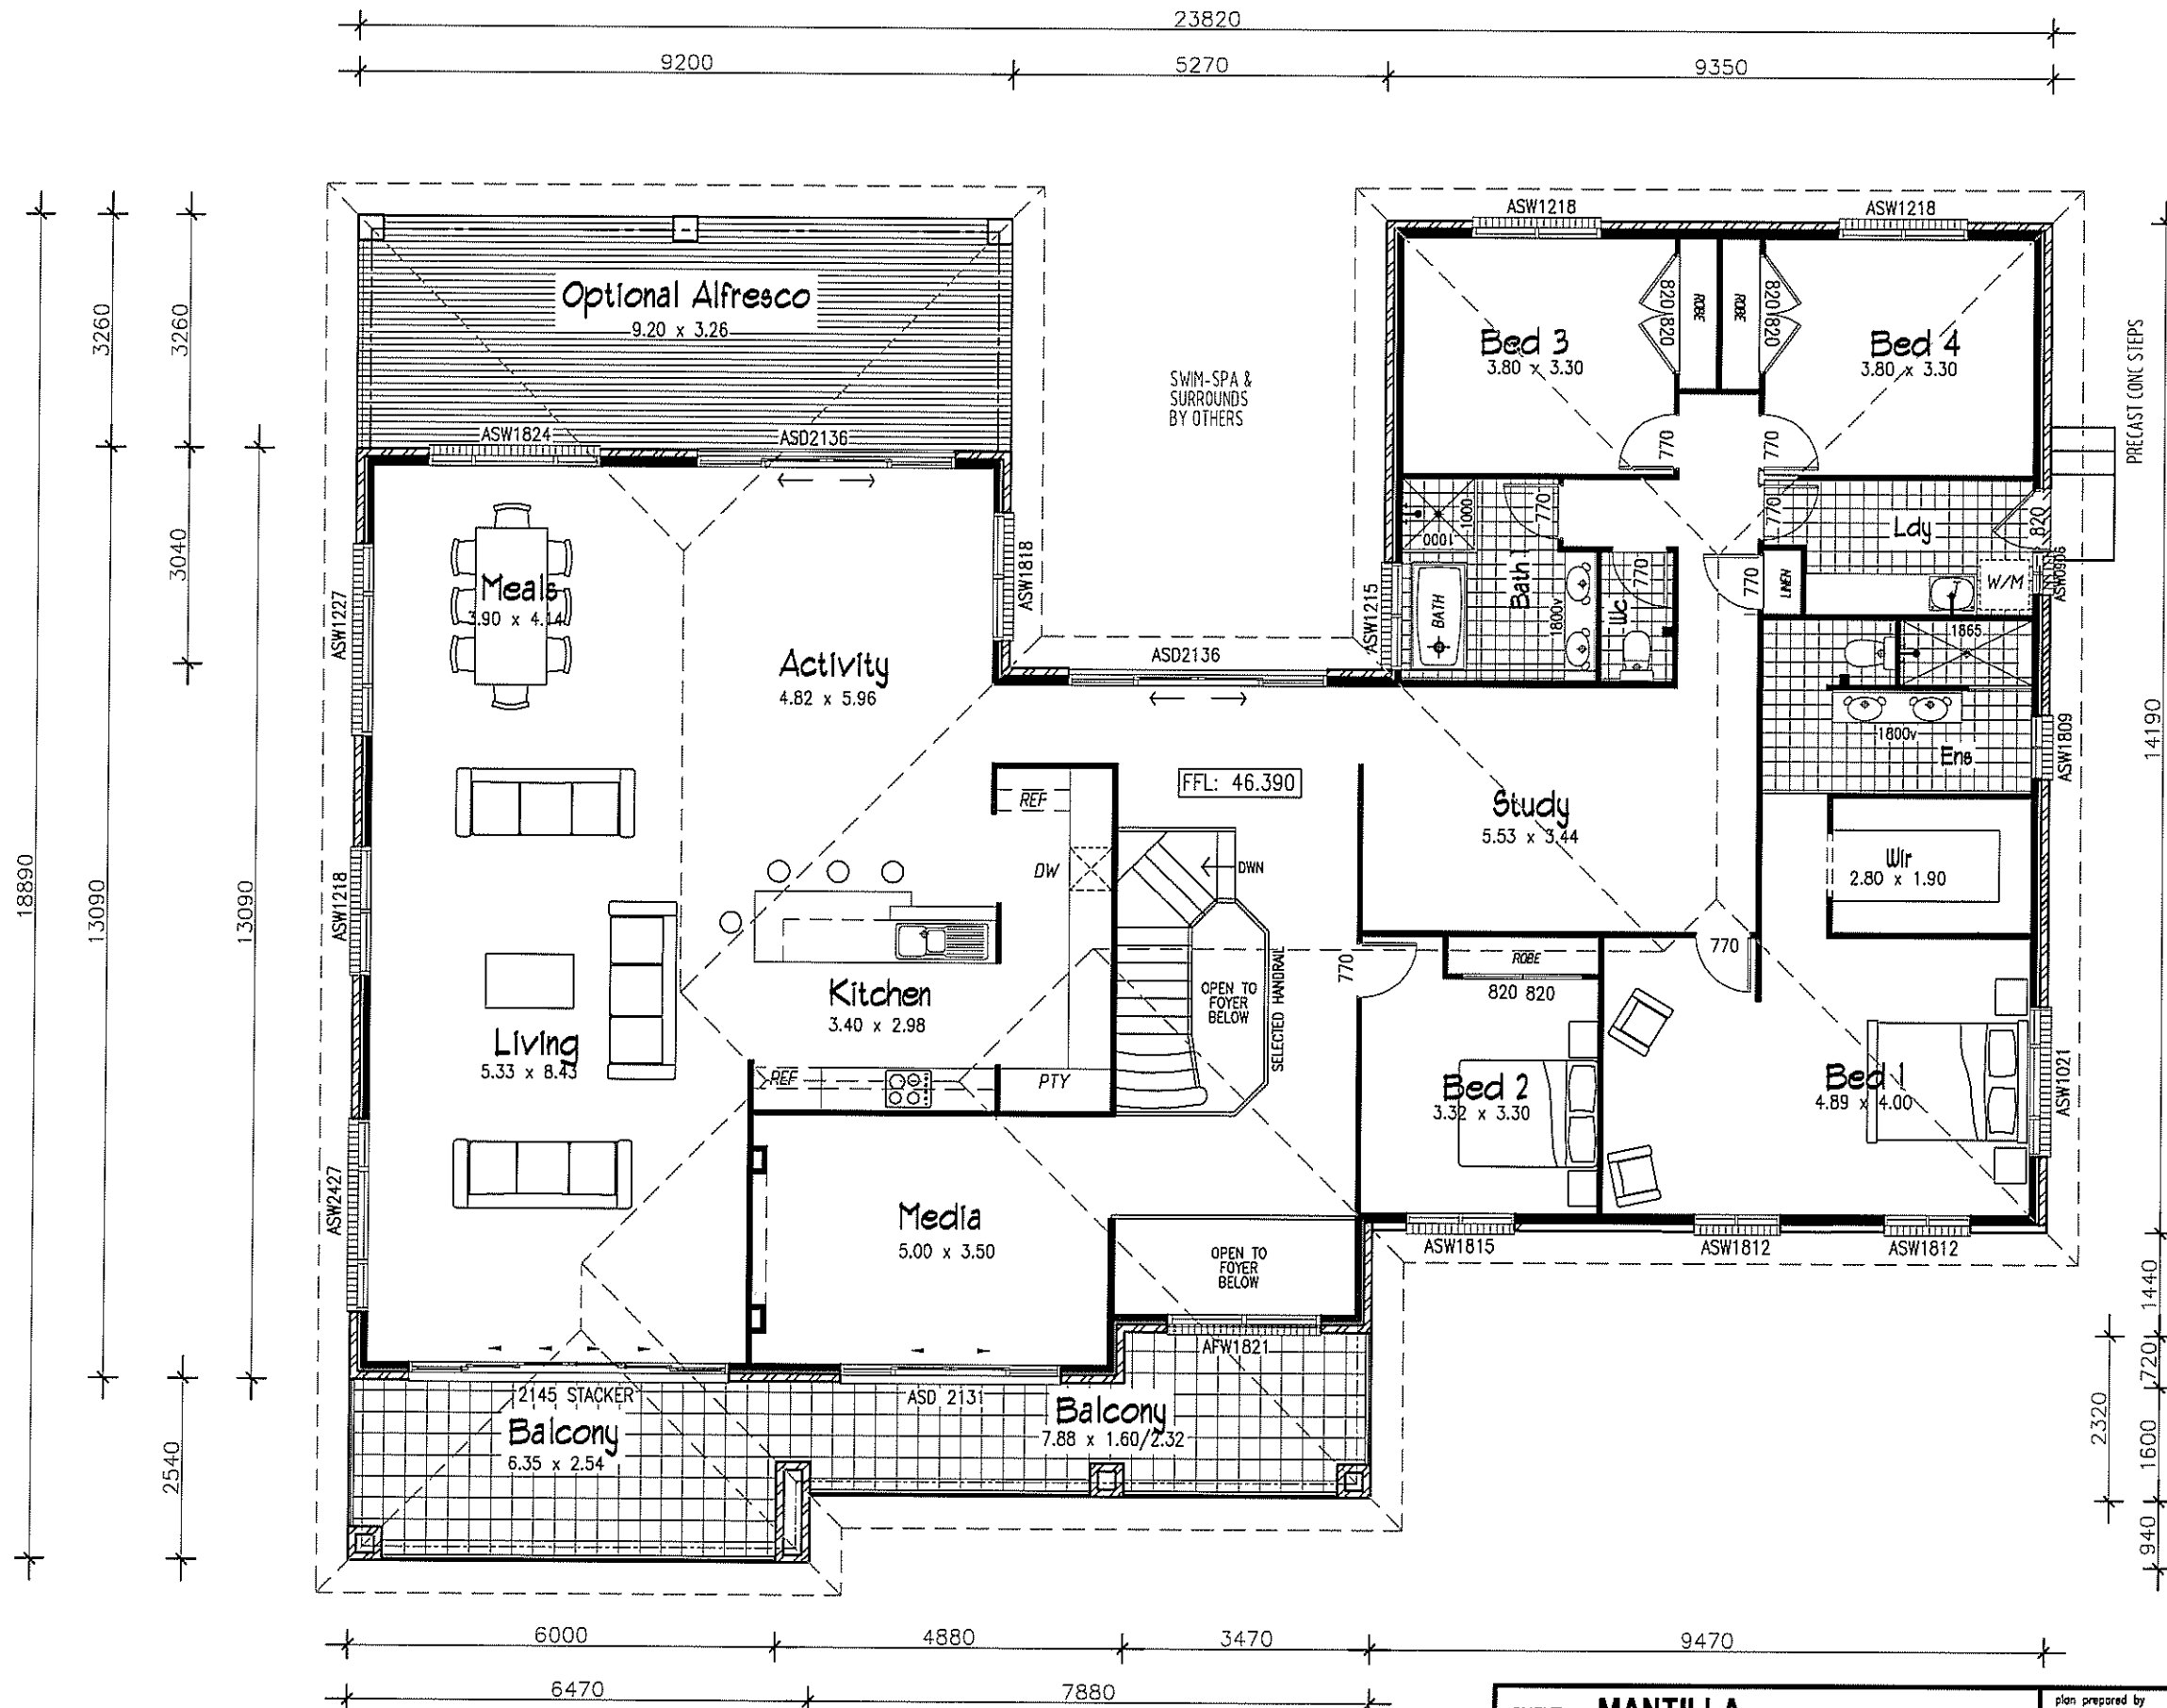 23820
9200
5270
9350
ASW1218
ASW1218
Optional Alfresco
9.20 x 3.26
SWIM-SPA &
SURROUNDS
BY OTHERS
Bed 3
3.80 x 3.30
820
820
ROBE
ROBE
820
820
Bed 4
3.80 x 3.30
PRECAST CONC STEPS
3260
3260
ASW1824
ASD2136
770
770
3040
Meals
3.90 x 4.14
ASW1227
ASW1818
Activity
4.82 x 5.96
ASD2136
ASW1215
1000
1000
770
Bath 1
BATH
1800v
Wc
770
770
770
LINEN
Ldy
820
W/M
ASW0906
1865
1800v
Ens
ASW1809
14190
REF
FFL: 46.390
Study
5.53 x 3.44
Wir
2.80 x 1.90
18890
13090
13090
ASW1218
DW
DWN
Kitchen
3.40 x 2.98
OPEN TO
FOYER
BELOW
SELECTED HANDRAIL
770
ROBE
820 820
770
Living
5.33 x 8.43
REF
PTY
Bed 2
3.32 x 3.30
Bed 1
4.89 x 4.00
ASW1021
ASW2427
Media
5.00 x 3.50
OPEN TO
FOYER
BELOW
ASW1815
ASW1812
ASW1812
AFW1821
1440
720
2320
1600
940
2145 STACKER
ASD 2131
Balcony
6.35 x 2.54
Balcony
7.88 x 1.60/2.32
2540
6000
4880
3470
9470
6470
7880
MANTILLA
plan prepared by